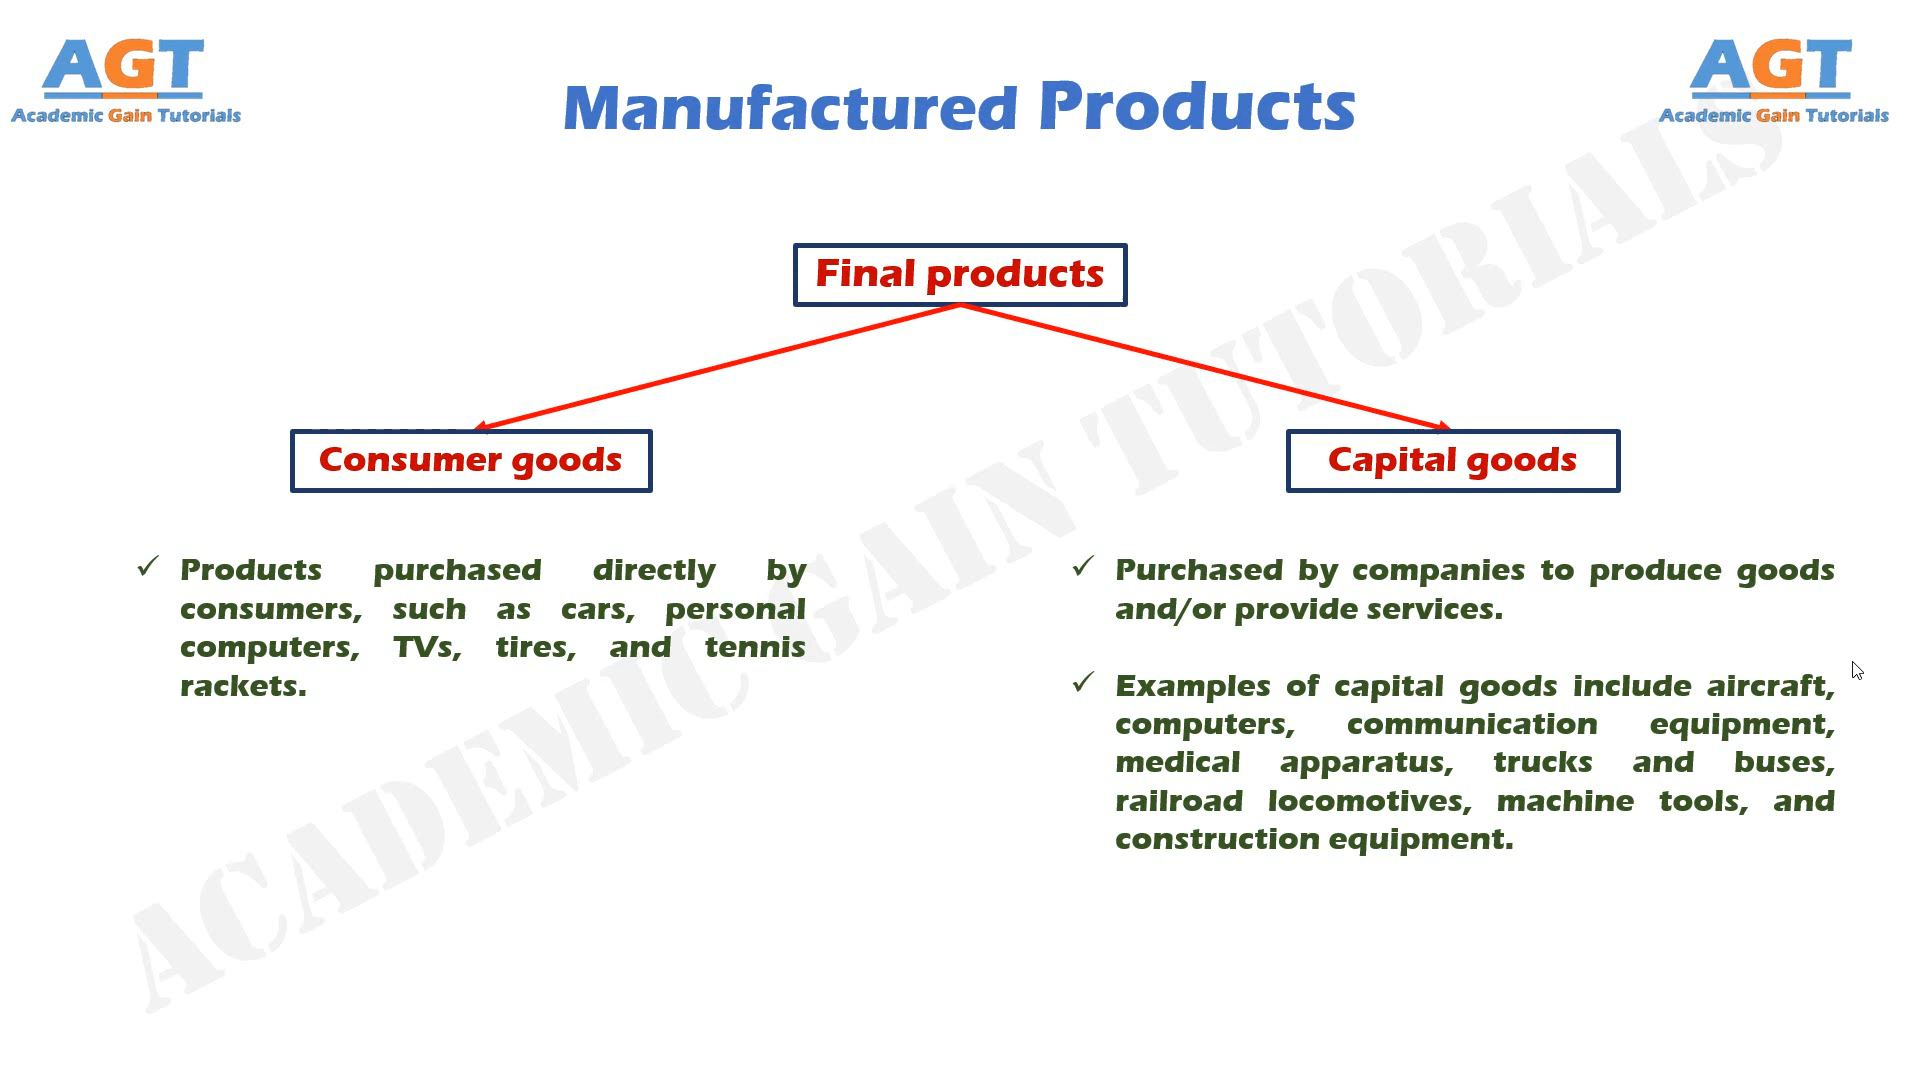 AGT
Academic Gain Tutorials
AGT
Academic Gain Tutorials
Manufactured Products
Final products
Consumer goods
Capital goods
✓ Products purchased directly by
consumers, such as cars, personal
computers, TVs, tires, and tennis
rackets.
✓ Purchased by companies to produce goods
and/or provide services.
✓ Examples of capital goods include aircraft,
computers, communication equipment,
medical apparatus, trucks and buses,
railroad locomotives, machine tools, and
construction equipment.
ACADEMIC GAIN TUTORIALS